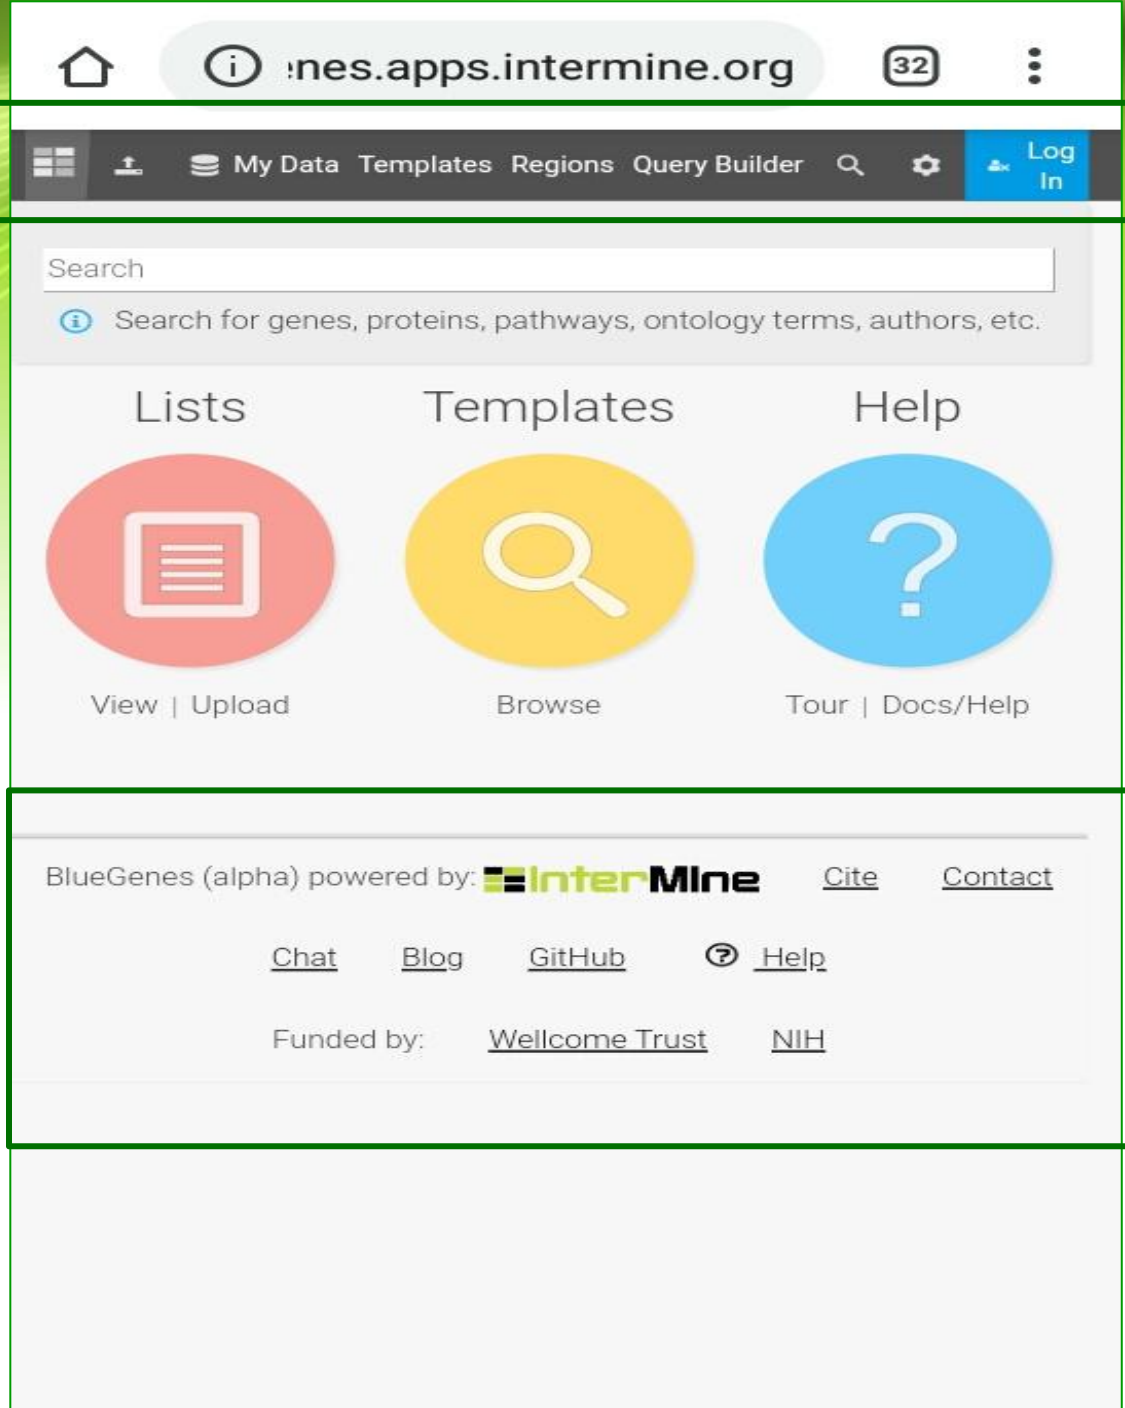 :nes.apps.intermine.org 32
My Data Templates Regions Query Builder Log In
Search
Search for genes, proteins, pathways, ontology terms, authors, etc.
Lists Templates Help
?
View | Upload Browse Tour | Docs/Help
BlueGenes (alpha) powered by: InterMine Cite Contact
Chat Blog GitHub ? Help
Funded by: Wellcome Trust NIH